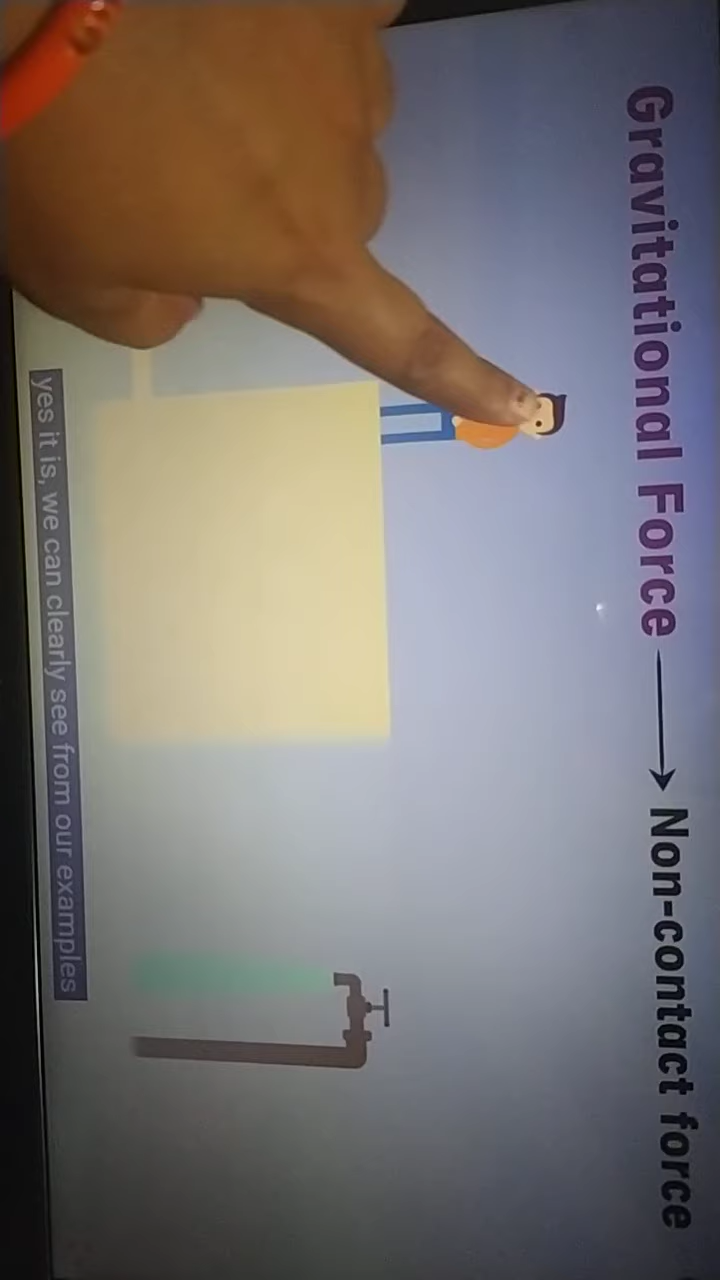 Gravitational Force → Non-contact force
yes it is, we can clearly see from our examples